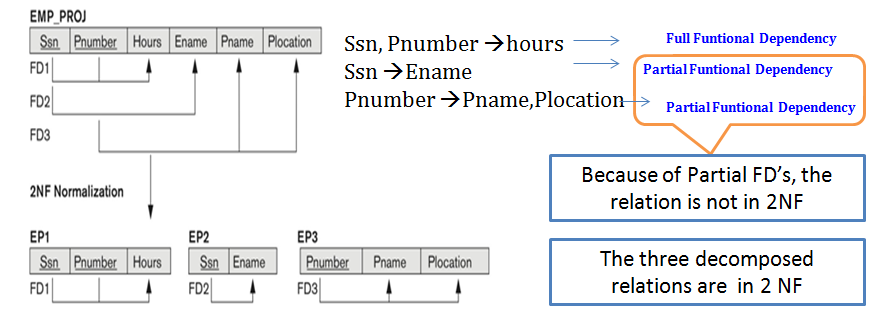 EMP_PROJ
Ssn Pnumber Hours Ename Pname Plocation
FD1
FD2
FD3
2NF Normalization
EP1
Ssn Pnumber Hours
FD1
EP2
Ssn Ename
FD2
EP3
Pnumber Pname Plocation
FD3
Ssn, Pnumber →hours
Full Funtional Dependency
Ssn →Ename
Partial Funtional Dependency
Pnumber →Pname,Plocation
Partial Funtional Dependency
Because of Partial FD’s, the
relation is not in 2NF
The three decomposed
relations are in 2 NF